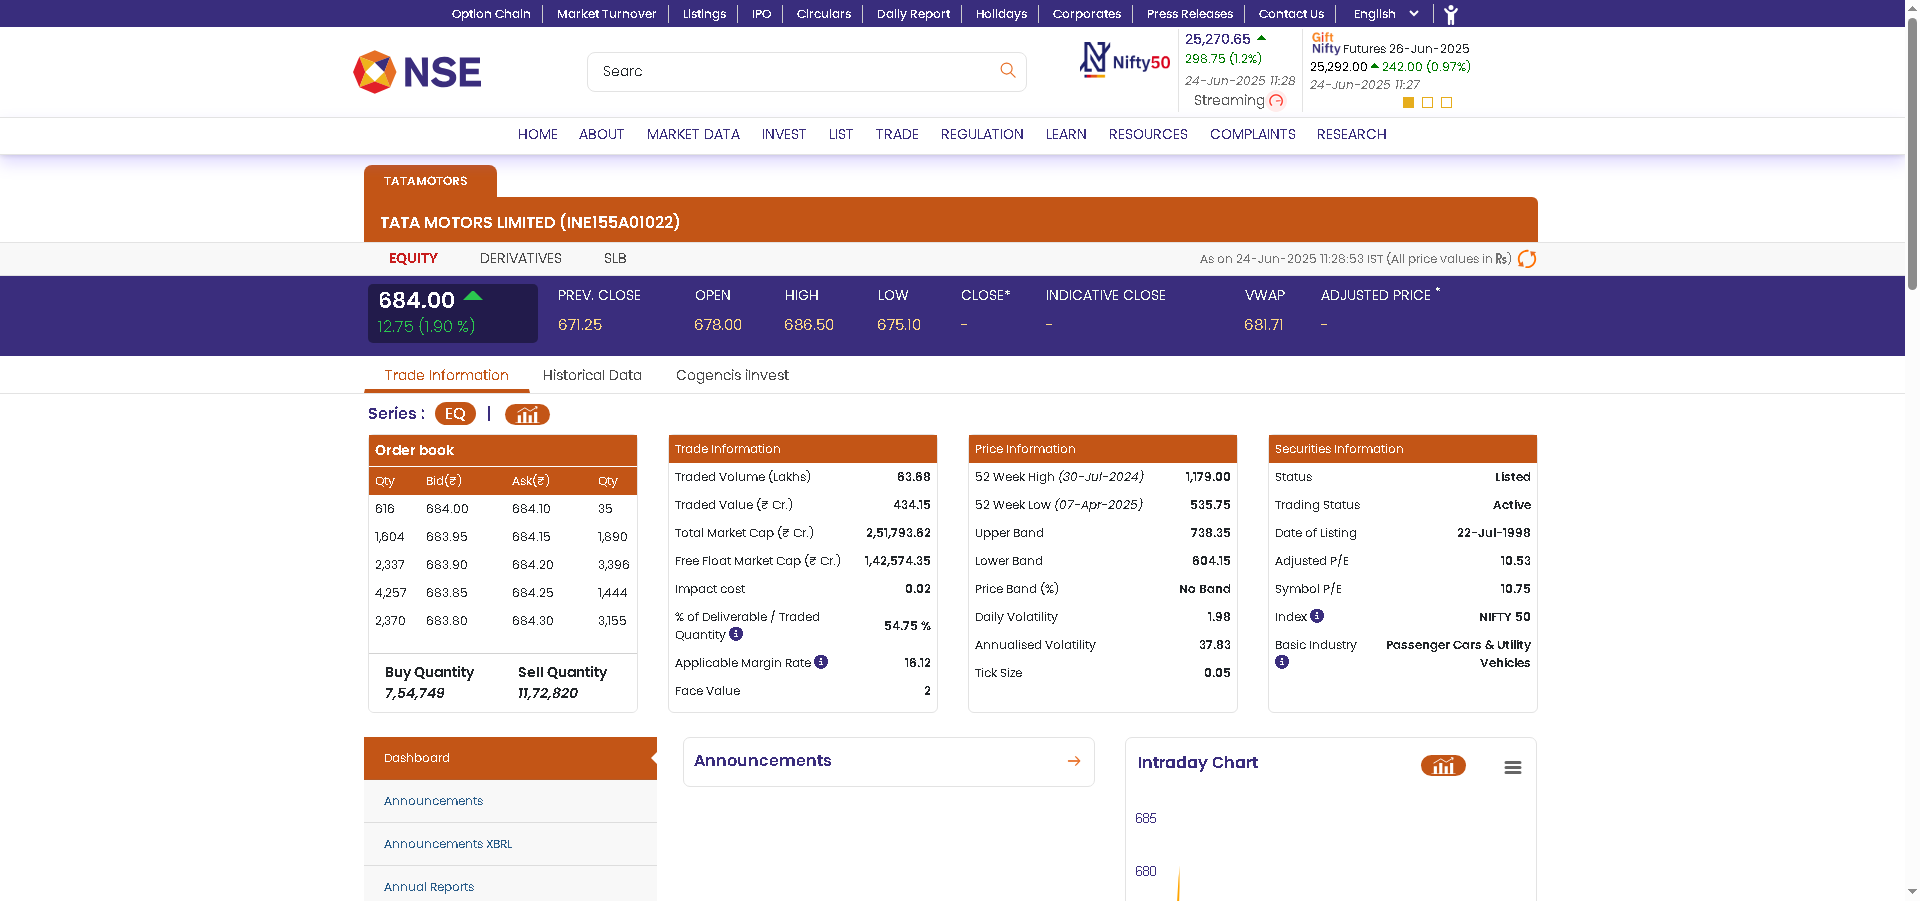 Option Chain Market Turnover Listings IPO Circulars Daily Report Holidays Corporates Press Releases Contact Us English
NSE
Searc
Nifty50
25,270.65
298.75 (1.2%)
24-Jun-2025 11:28
Streaming
Gift
Nifty Futures 26-Jun-2025
25,292.00 242.00 (0.97%)
24-Jun-2025 11:27
HOME ABOUT MARKET DATA INVEST LIST TRADE REGULATION LEARN RESOURCES COMPLAINTS RESEARCH
TATAMOTORS
TATA MOTORS LIMITED (INE155A01022)
EQUITY DERIVATIVES SLB
As on 24-Jun-2025 11:28:53 IST (All price values in ₨)
684.00
12.75 (1.90 %)
PREV. CLOSE OPEN HIGH LOW CLOSE* INDICATIVE CLOSE VWAP ADJUSTED PRICE *
671.25 678.00 686.50 675.10 - - 681.71 -
Trade Information Historical Data Cogencis iInvest
Series : EQ |
Order book
Qty Bid(₹) Ask(₹) Qty
616 684.00 684.10 35
1,604 683.95 684.15 1,890
2,337 683.90 684.20 3,396
4,257 683.85 684.25 1,444
2,370 683.80 684.30 3,155
Buy Quantity Sell Quantity
7,54,749 11,72,820
Trade Information
Traded Volume (Lakhs) 63.68
Traded Value (₹ Cr.) 434.15
Total Market Cap (₹ Cr.) 2,51,793.62
Free Float Market Cap (₹ Cr.) 1,42,574.35
Impact cost 0.02
% of Deliverable / Traded
Quantity 54.75 %
Applicable Margin Rate 16.12
Face Value 2
Price Information
52 Week High (30-Jul-2024) 1,179.00
52 Week Low (07-Apr-2025) 535.75
Upper Band 738.35
Lower Band 604.15
Price Band (%) No Band
Daily Volatility 1.98
Annualised Volatility 37.83
Tick Size 0.05
Securities Information
Status Listed
Trading Status Active
Date of Listing 22-Jul-1998
Adjusted P/E 10.53
Symbol P/E 10.75
Index NIFTY 50
Basic Industry Passenger Cars & Utility
Vehicles
Dashboard
Announcements
Announcements XBRL
Annual Reports
Announcements
Intraday Chart
685
680